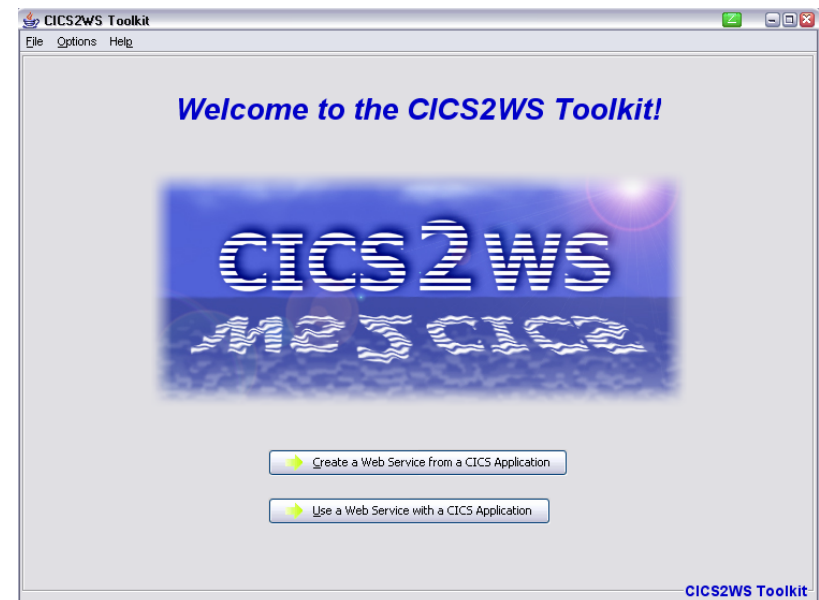 CICS2WS Toolkit
File Options Help
Welcome to the CICS2WS Toolkit!
CICS2WS
Create a Web Service from a CICS Application
Use a Web Service with a CICS Application
CICS2WS Toolkit